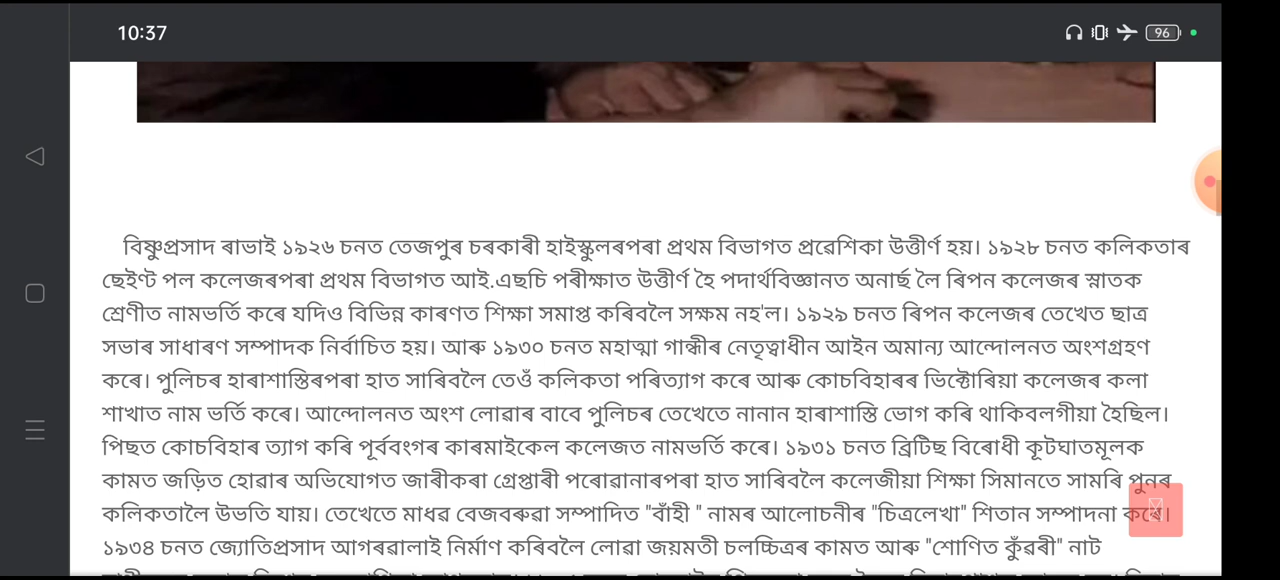 10:37
96
বিষ্ণুপ্ৰসাদ ৰাভাই ১৯২৬ চনত তেজপুৰ চৰকাৰী হাইস্কুলৰপৰা প্ৰথম বিভাগত প্ৰৱেশিকা উত্তীৰ্ণ হয়। ১৯২৮ চনত কলিকতাৰ
ছেইণ্ট পল কলেজৰপৰা প্ৰথম বিভাগত আই.এছচি পৰীক্ষাত উত্তীৰ্ণ হৈ পদাৰ্থবিজ্ঞানত অনাৰ্ছ লৈ ৰিপন কলেজৰ স্নাতক
শ্ৰেণীত নামভৰ্তি কৰে যদিও বিভিন্ন কাৰণত শিক্ষা সমাপ্ত কৰিবলৈ সক্ষম নহ'ল। ১৯২৯ চনত ৰিপন কলেজৰ তেখেত ছাত্ৰ
সভাৰ সাধাৰণ সম্পাদক নিৰ্বাচিত হয়। আৰু ১৯৩০ চনত মহাত্মা গান্ধীৰ নেতৃত্বাধীন আইন অমান্য আন্দোলনত অংশগ্ৰহণ
কৰে। পুলিচৰ হাৰাশাস্তিৰপৰা হাত সাৰিবলৈ তেওঁ কলিকতা পৰিত্যাগ কৰে আৰু কোচবিহাৰৰ ভিক্টোৰিয়া কলেজৰ কলা
শাখাত নাম ভৰ্তি কৰে। আন্দোলনত অংশ লোৱাৰ বাবে পুলিচৰ তেখেতে নানান হাৰাশাস্তি ভোগ কৰি থাকিবলগীয়া হৈছিল।
পিছত কোচবিহাৰ ত্যাগ কৰি পূৰ্ববংগৰ কাৰমাইকেল কলেজত নামভৰ্তি কৰে। ১৯৩১ চনত ব্ৰিটিছ বিৰোধী কূটঘাতমূলক
কামত জড়িত হোৱাৰ অভিযোগত জাৰীকৰা গ্ৰেপ্তাৰী পৰোৱানাৰপৰা হাত সাৰিবলৈ কলেজীয়া শিক্ষা সিমানতে সামৰি পুনৰ
কলিকতালৈ উভতি যায়। তেখেতে মাধৱ বেজবৰুৱা সম্পাদিত "বাঁহী " নামৰ আলোচনীৰ "চিত্ৰলেখা" শিতান সম্পাদনা কৰে।
১৯৩৪ চনত জ্যোতিপ্ৰসাদ আগৰৱালাই নিৰ্মাণ কৰিবলৈ লোৱা জয়মতী চলচ্চিত্ৰৰ কামত আৰু "শোণিত কুঁৱৰী" নাট